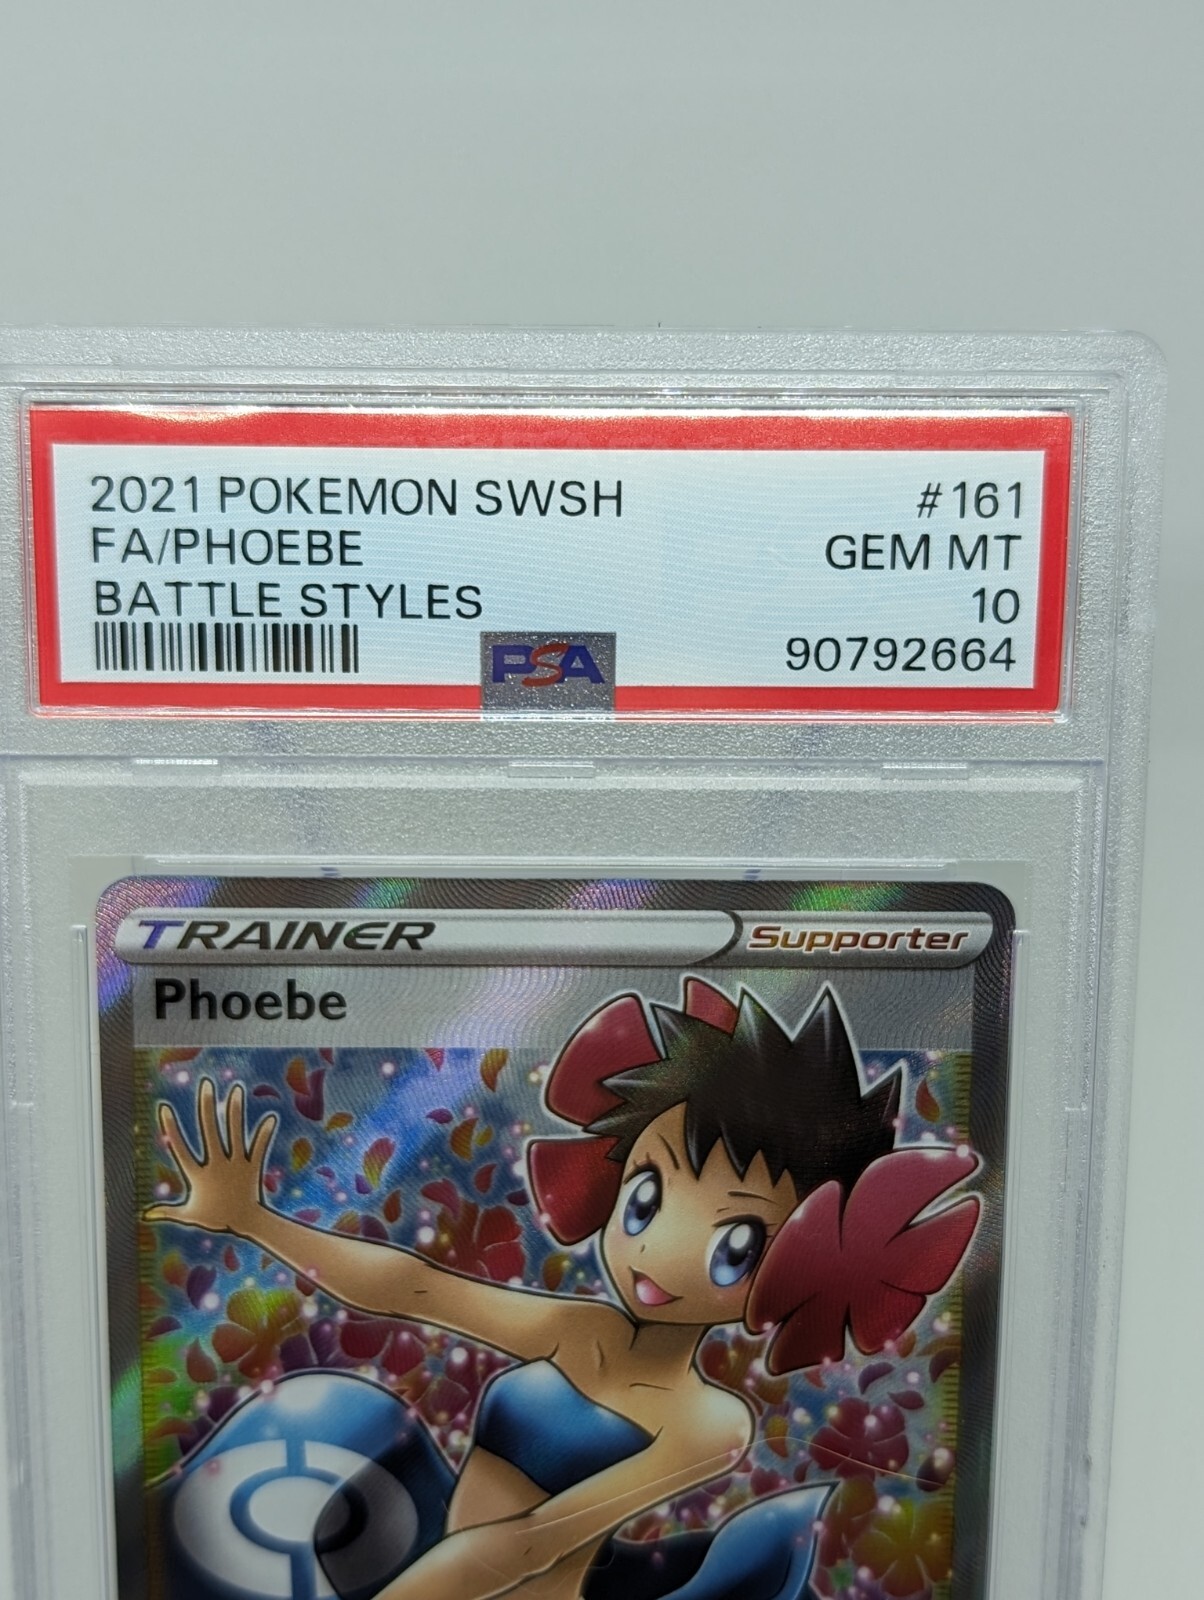 2021 POKEMON SWSH #161
FA/PHOEBE GEM MT
BATTLE STYLES 10
PSA 90792664
TRAINER Supporter
Phoebe